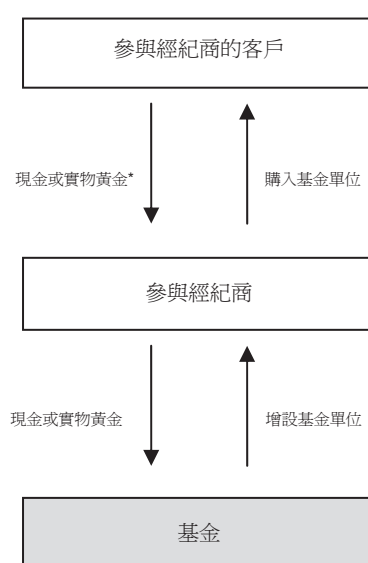 參與經紀商的客戶
現金或實物黃金*
購入基金單位
參與經紀商
現金或實物黃金
增設基金單位
基金